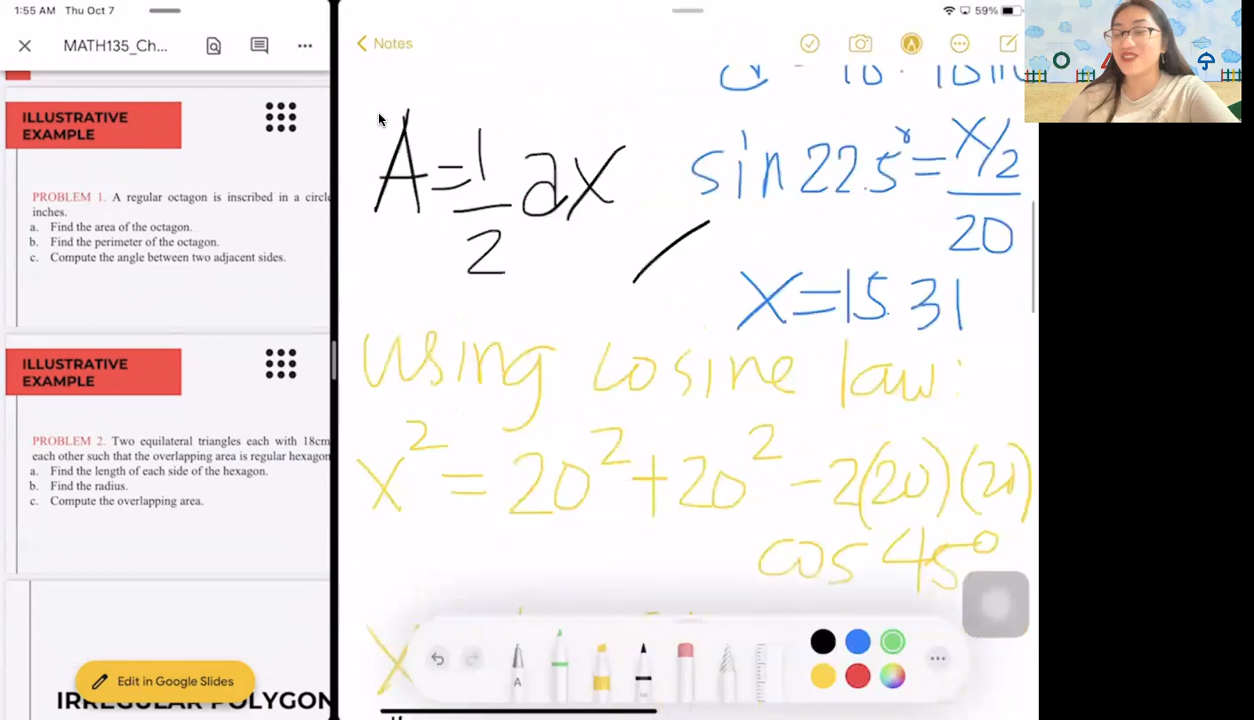 1:55 AM Thu Oct 7
59%
MATH135_Ch...
ILLUSTRATIVE
EXAMPLE
PROBLEM 1. A regular octagon is inscribed in a circle
inches.
a. Find the area of the octagon.
b. Find the perimeter of the octagon.
c. Compute the angle between two adjacent sides.
ILLUSTRATIVE
EXAMPLE
PROBLEM 2. Two equilateral triangles each with 18cm
each other such that the overlapping area is regular hexagon
a. Find the length of each side of the hexagon.
b. Find the radius.
c. Compute the overlapping area.
IRREGULAR POLYGON
Edit in Google Slides
Notes
A=1/2 ax
sin 22.5°=x/2/20
x=15.31
Using cosine law:
x²=20²+20²-2(20)(20)
cos 45°
x
A